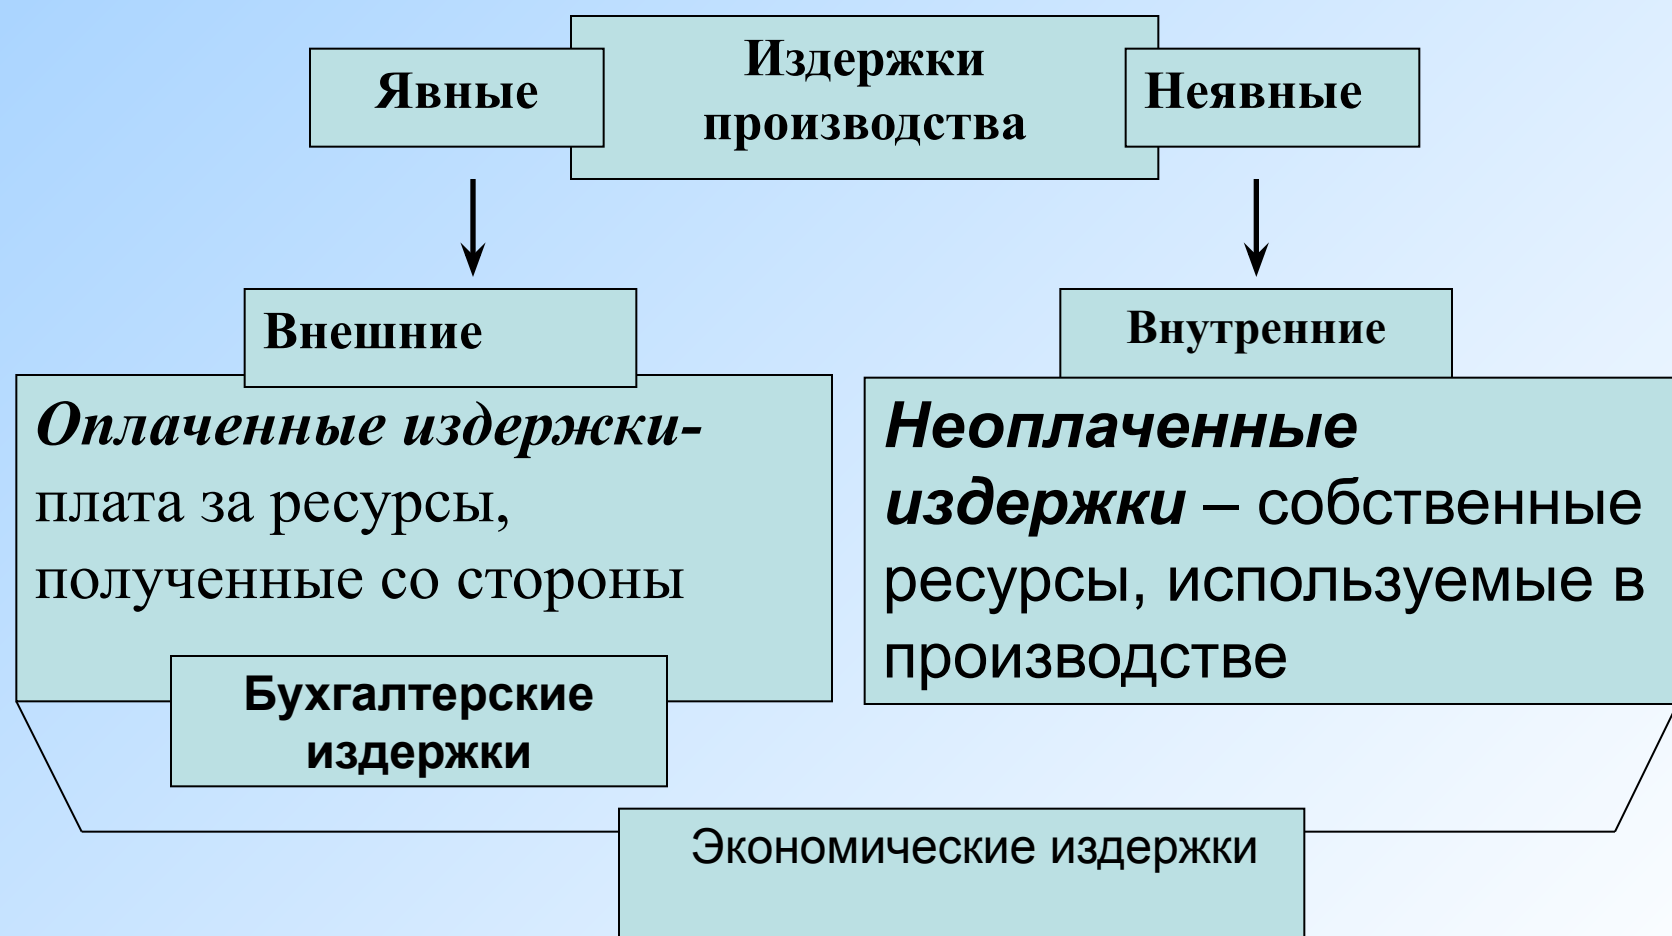 Издержки
производства
Явные
Неявные
Внешние
Внутренние
Оплаченные издержки-
плата за ресурсы,
полученные со стороны
Неоплаченные
издержки – собственные
ресурсы, используемые в
производстве
Бухгалтерские
издержки
Экономические издержки